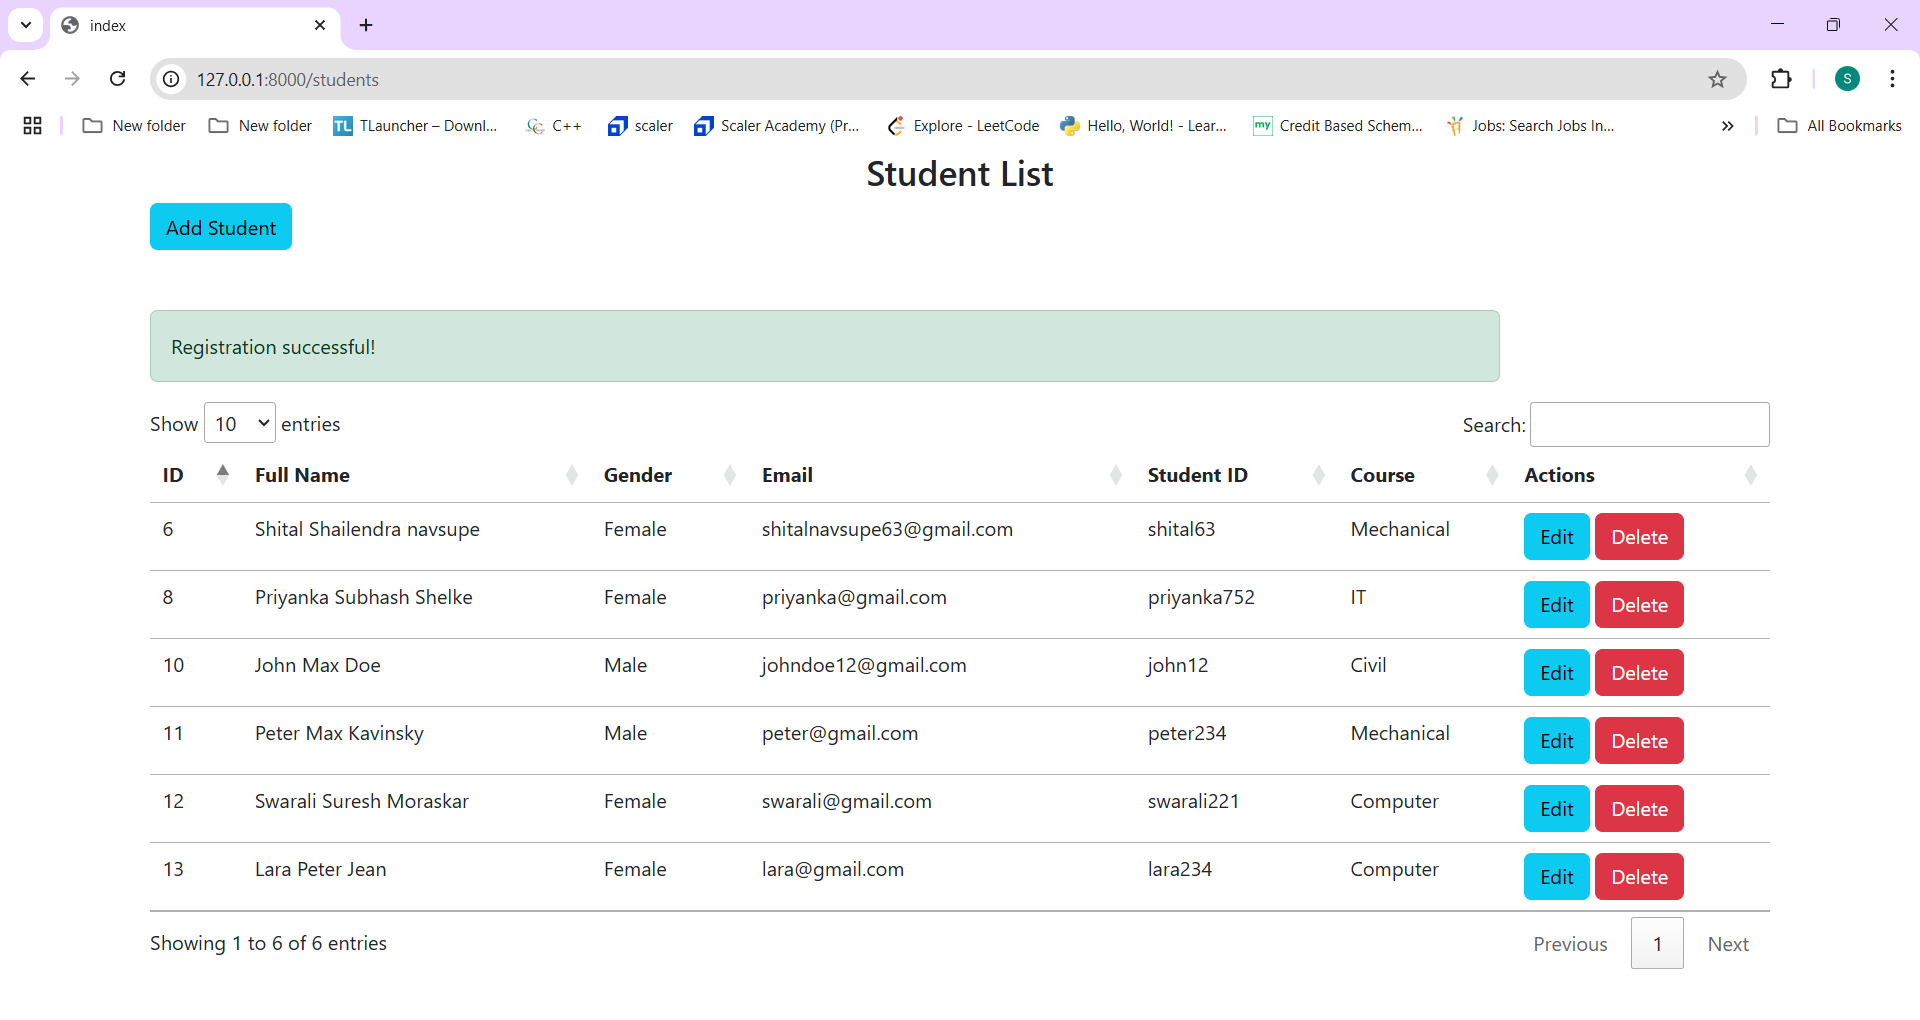 index
127.0.0.1:8000/students
New folder New folder TLauncher – Downl... C++ scaler Scaler Academy (Pr... Explore - LeetCode Hello, World! - Lear... my Credit Based Schem... Jobs: Search Jobs In... » All Bookmarks
Student List
Add Student
Registration successful!
Show 10 entries Search:
ID Full Name Gender Email Student ID Course Actions
6 Shital Shailendra navsupe Female shitalnavsupe63@gmail.com shital63 Mechanical Edit Delete
8 Priyanka Subhash Shelke Female priyanka@gmail.com priyanka752 IT Edit Delete
10 John Max Doe Male johndoe12@gmail.com john12 Civil Edit Delete
11 Peter Max Kavinsky Male peter@gmail.com peter234 Mechanical Edit Delete
12 Swarali Suresh Moraskar Female swarali@gmail.com swarali221 Computer Edit Delete
13 Lara Peter Jean Female lara@gmail.com lara234 Computer Edit Delete
Showing 1 to 6 of 6 entries Previous 1 Next